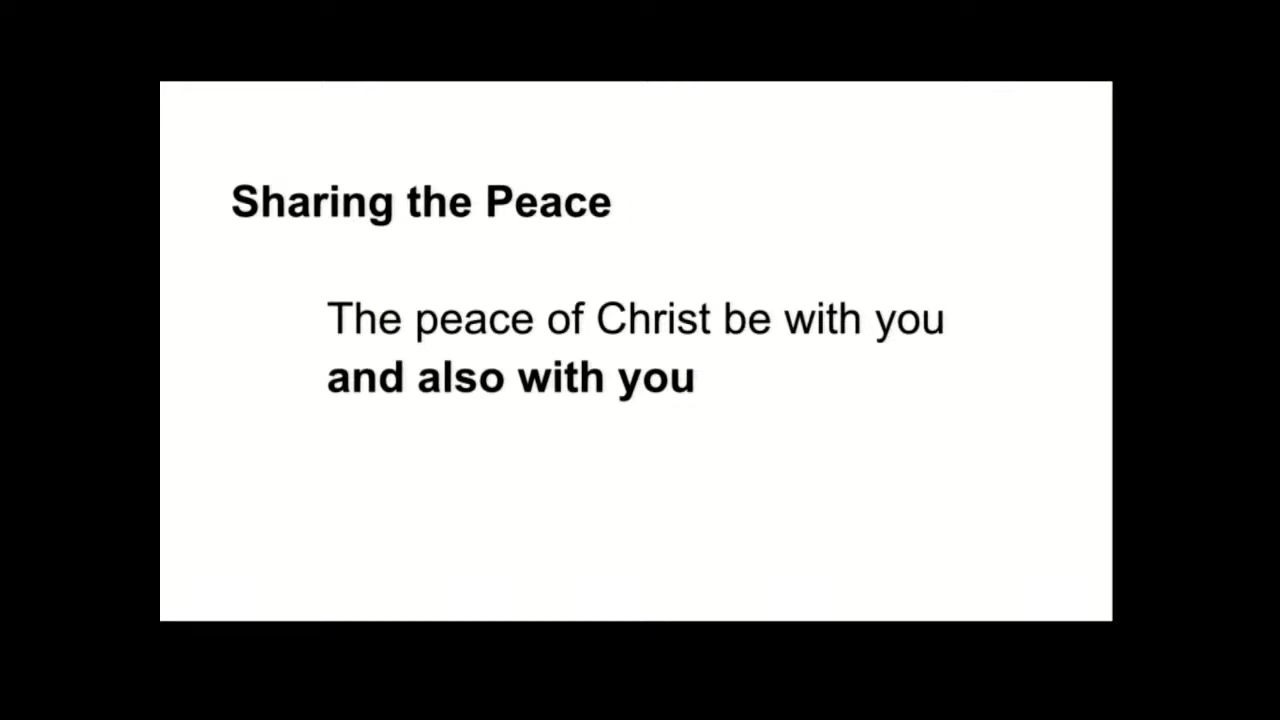 Sharing the Peace
The peace of Christ be with you
and also with you